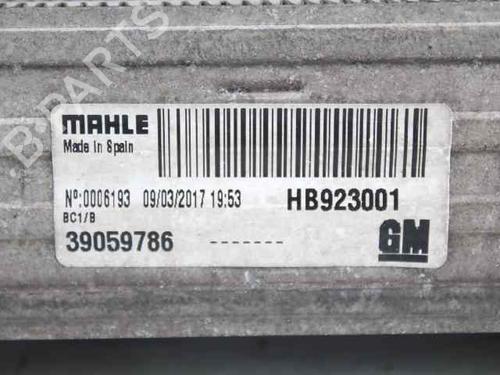 B-PARTS
MAHLE
Made in Spain
Nº:0006193 09/03/2017 19:53 HB923001
BC1/B
39059786 -------
GM